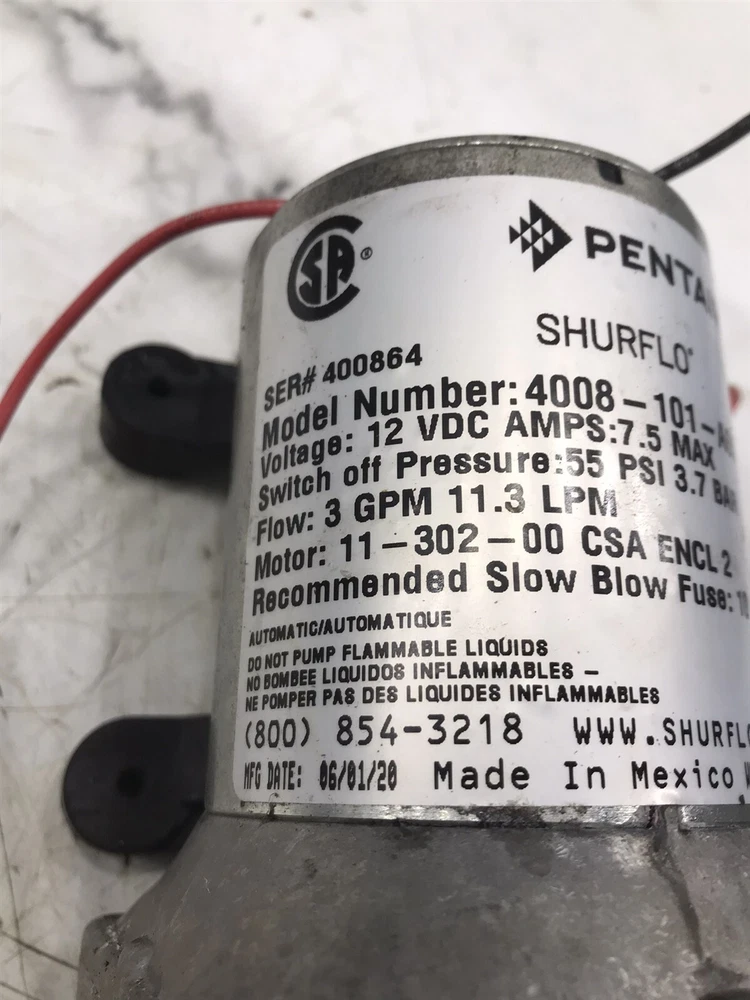 CSA®
PENTA
SHURFLO®
SER# 400864
Model Number: 4008-101-A
Voltage: 12 VDC AMPS:7.5 MAX
Switch off Pressure:55 PSI 3.7 BAR
Flow: 3 GPM 11.3 LPM
Motor: 11-302-00 CSA ENCL 2
Recommended Slow Blow Fuse:
AUTOMATIC/AUTOMATIQUE
DO NOT PUMP FLAMMABLE LIQUIDS
NO BOMBEE LIQUIDOS INFLAMMABLES -
NE POMPER PAS DES LIQUIDES INFLAMMABLES
(800) 854-3218 WWW.SHURFLO
MFG DATE: 06/01/20 Made In Mexico